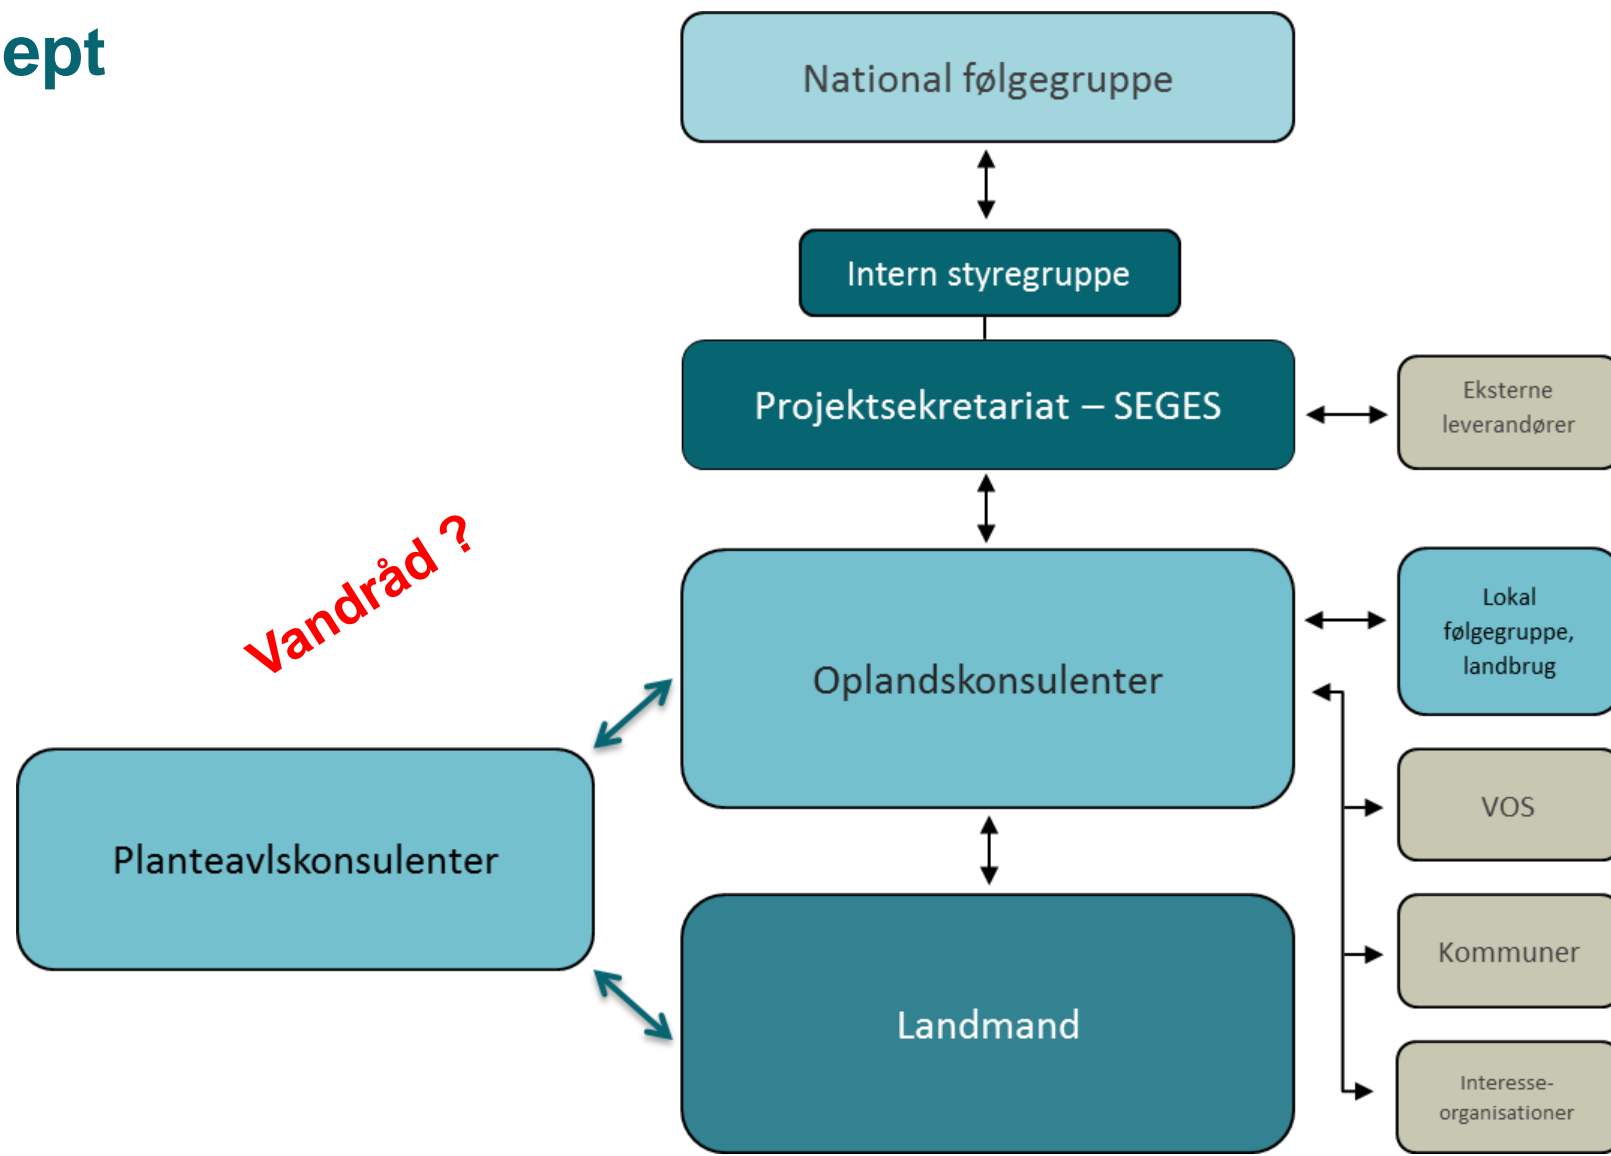 ept
National følgegruppe
Intern styregruppe
Projektsekretariat – SEGES
Eksterne
leverandører
Vandråd ?
Oplandskonsulenter
Lokal
følgegruppe,
landbrug
Planteavlskonsulenter
VOS
Kommuner
Landmand
Interesse-
organisationer